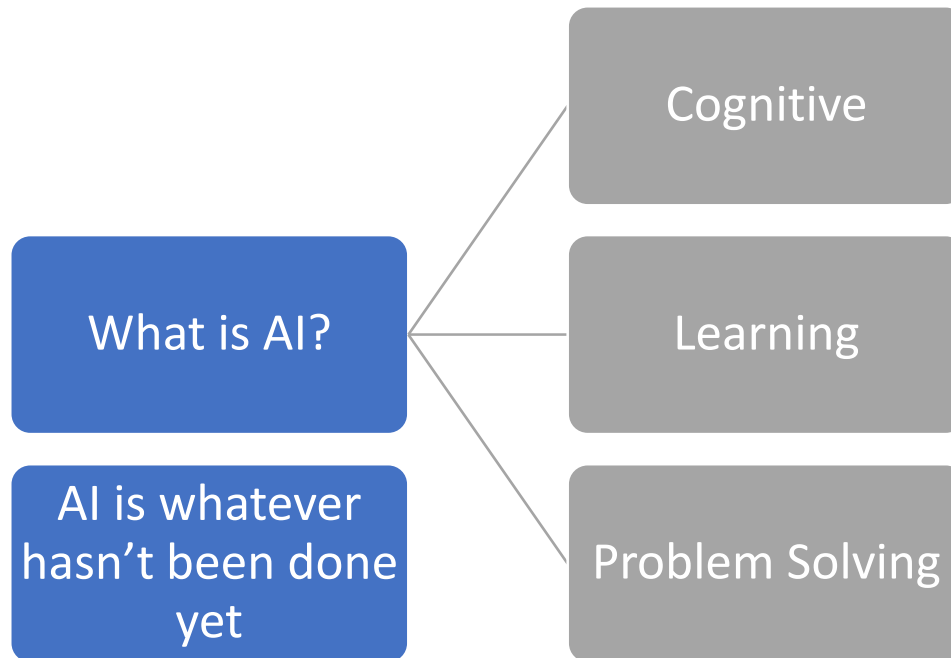 What is AI?
AI is whatever
hasn’t been done
yet
Cognitive
Learning
Problem Solving